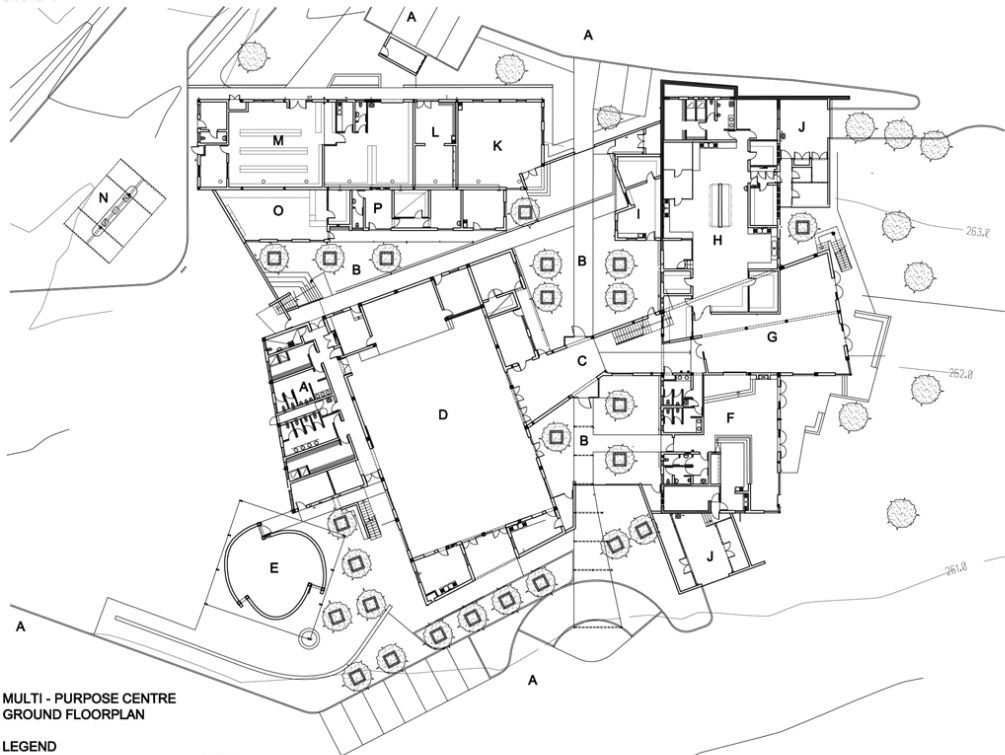 A
A
M
L
K
J
N
O
P
I
H
263.0
B
B
G
C
262.0
A
D
F
B
E
J
261.0
A
A
MULTI - PURPOSE CENTRE
GROUND FLOORPLAN
LEGEND